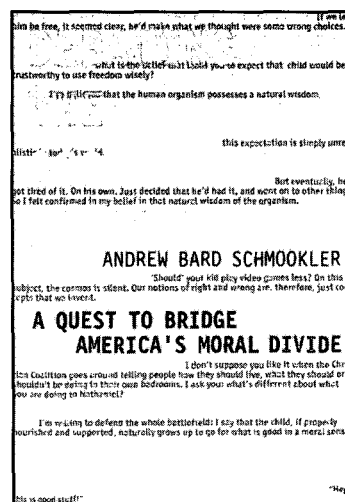 If we le
him be free, it seemed clear, he'd make what we thought were some wrong choices.
what is the belief that leads you to expect that child would be
trustworthy to use freedom wisely?
that the human organism possesses a natural wisdom.
this expectation is simply unre
alistic
But eventually, he
got tired of it. On his own. Just decided that he'd had it, and went on to other thing
So I felt confirmed in my belief in that natural wisdom of the organism.
ANDREW BARD SCHMOOKLER
"Should" your kid play video games less? On this
subject, the cosmos is silent. Our notions of right and wrong are, therefore, just co
cepts that we invent.
A QUEST TO BRIDGE
AMERICA'S MORAL DIVIDE
I don't suppose you like it when the Chr
tian Coalition goes around telling people how they should live, what they should or
shouldn't be doing in their own bedrooms. I ask you: what's different about what
you are doing to Nathaniel?
I'm willing to defend the whole battlefield: I say that the child, if properly
nourished and supported, naturally grows up to go for what is good in a moral sens
"Hey
this is good stuff!"